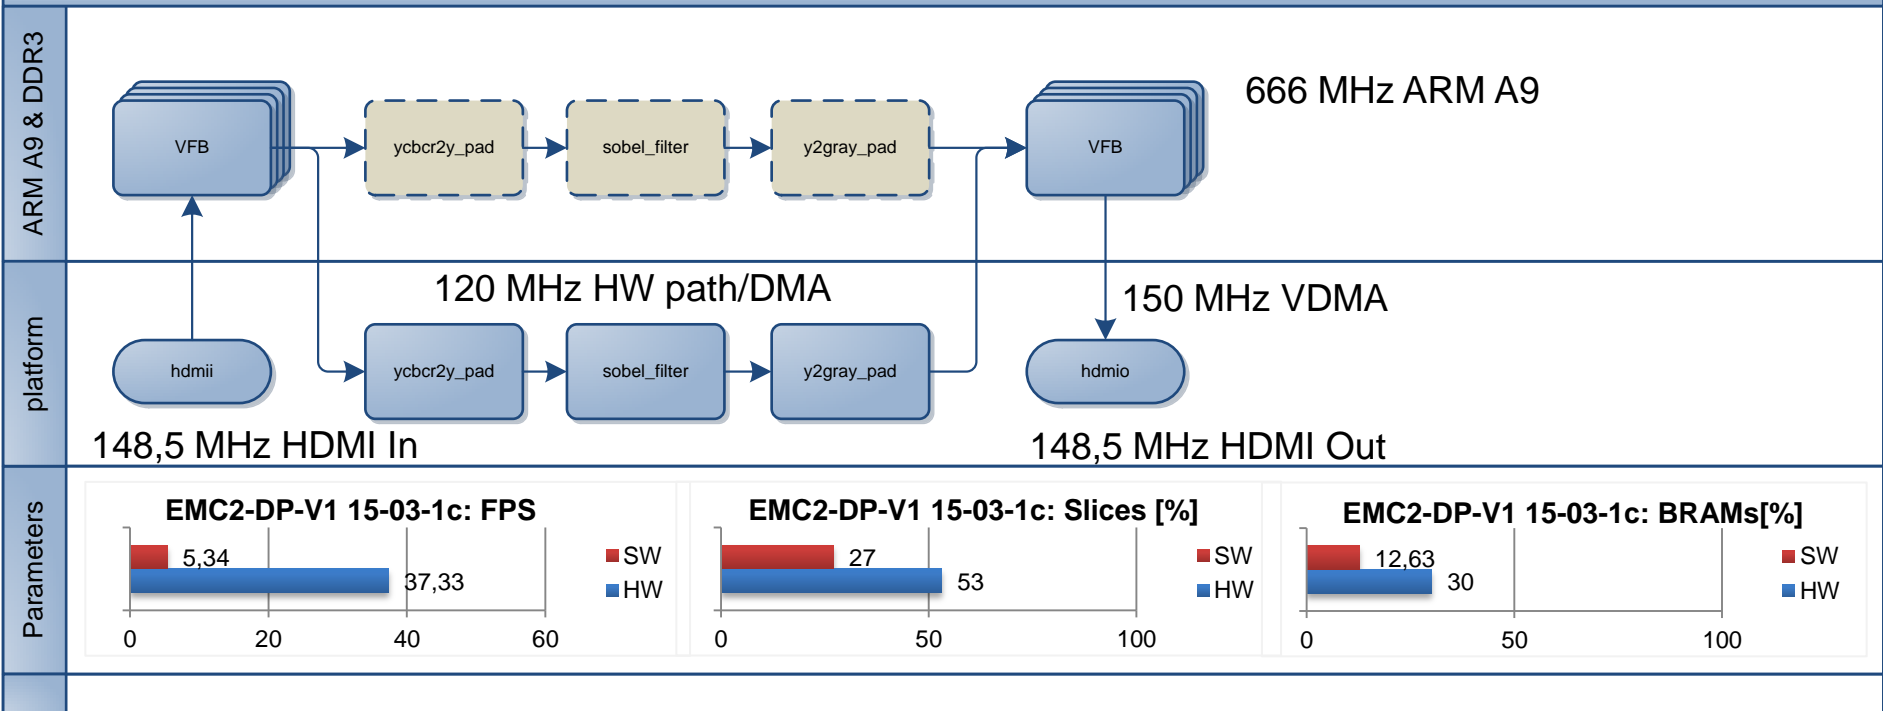 ARM A9 & DDR3
VFB
ycbcr2y_pad
sobel_filter
y2gray_pad
VFB
666 MHz ARM A9
platform
120 MHz HW path/DMA
150 MHz VDMA
hdmii
ycbcr2y_pad
sobel_filter
y2gray_pad
hdmio
148,5 MHz HDMI In
148,5 MHz HDMI Out
Parameters
EMC2-DP-V1 15-03-1c: FPS
5,34
37,33
SW
HW
0 20 40 60
EMC2-DP-V1 15-03-1c: Slices [%]
27
53
SW
HW
0 50 100
EMC2-DP-V1 15-03-1c: BRAMs[%]
12,63
30
SW
HW
0 50 100